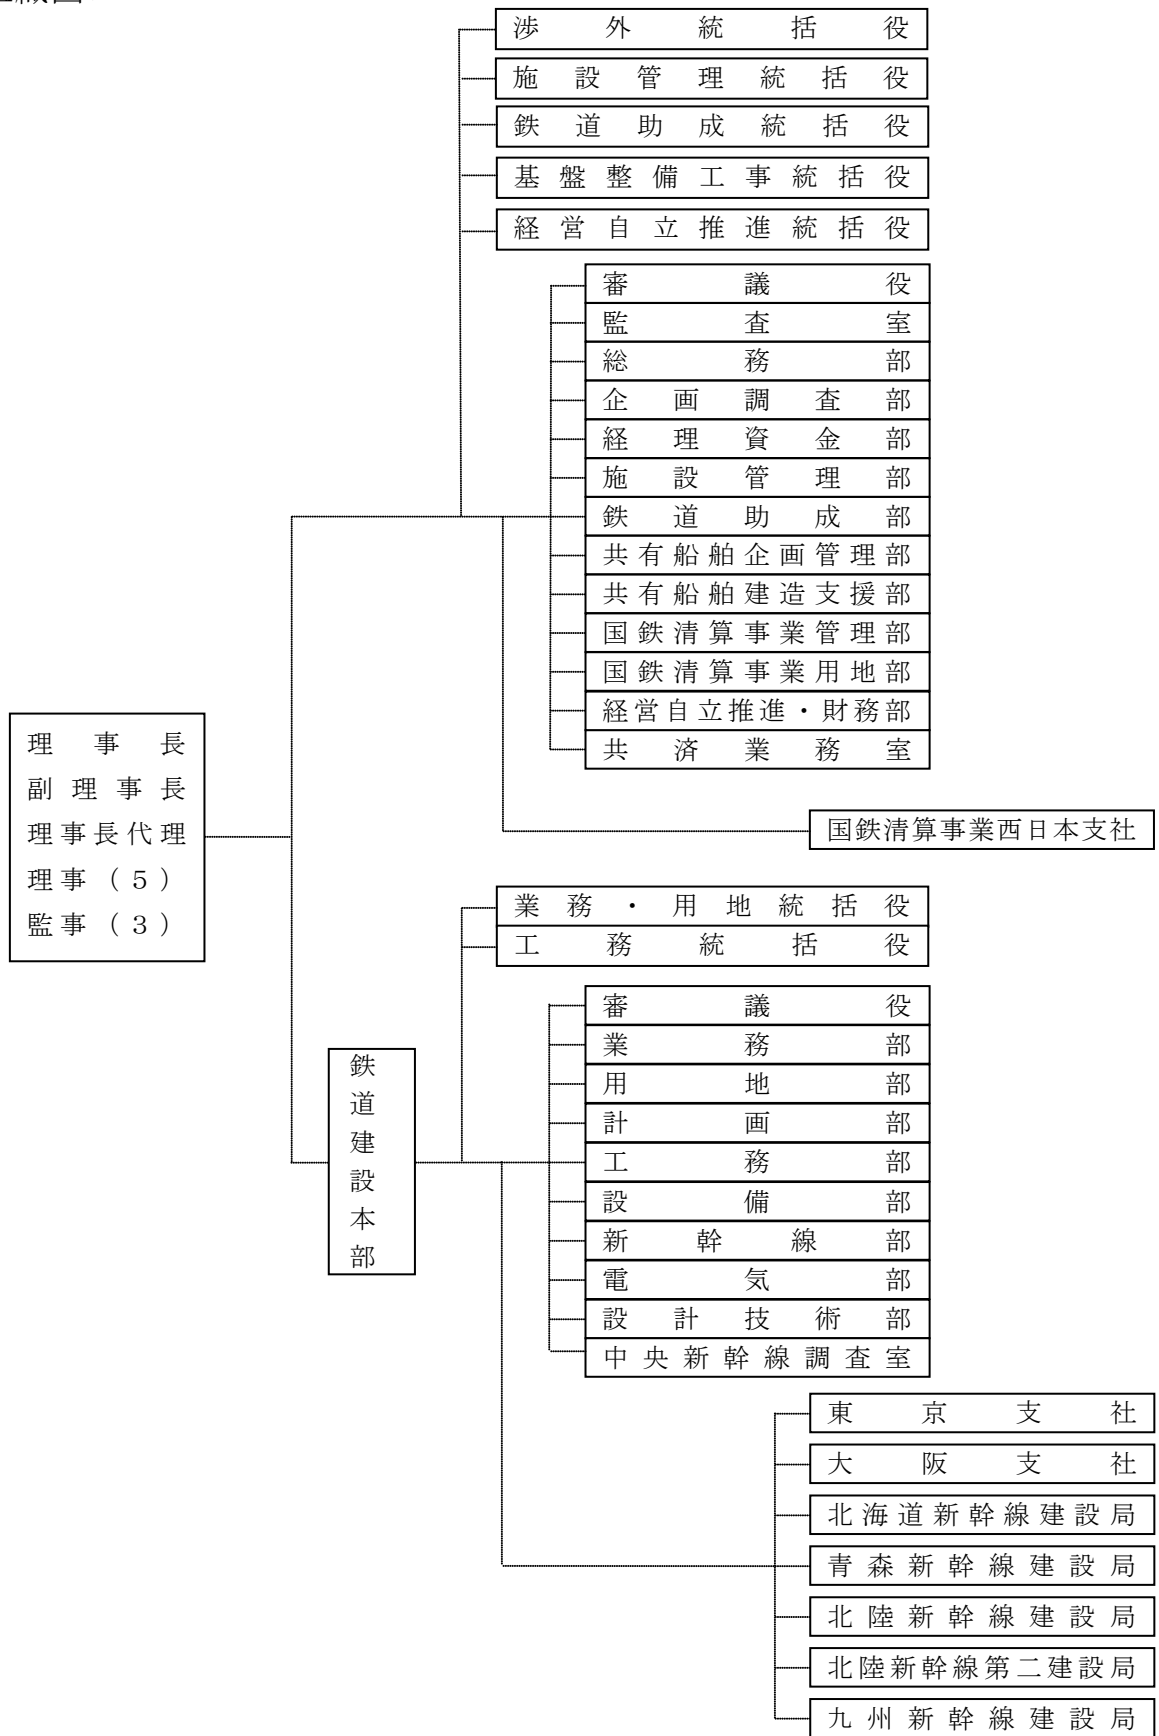 渉外統括役
施設管理統括役
鉄道助成統括役
基盤整備工事統括役
経営自立推進統括役
審議役
監査室
総務部
企画調査部
経理資金部
施設管理部
鉄道助成部
共有船舶企画管理部
共有船舶建造支援部
国鉄清算事業管理部
国鉄清算事業用地部
経営自立推進・財務部
共済業務室
理事長
副理事長
理事長代理
理事（５）
監事（３）
国鉄清算事業西日本支社
業務・用地統括役
工務統括役
鉄道建設本部
審議役
業務部
用地部
計画部
工務部
設備部
新幹線部
電気部
設計技術部
中央新幹線調査室
東京支社
大阪支社
北海道新幹線建設局
青森新幹線建設局
北陸新幹線建設局
北陸新幹線第二建設局
九州新幹線建設局